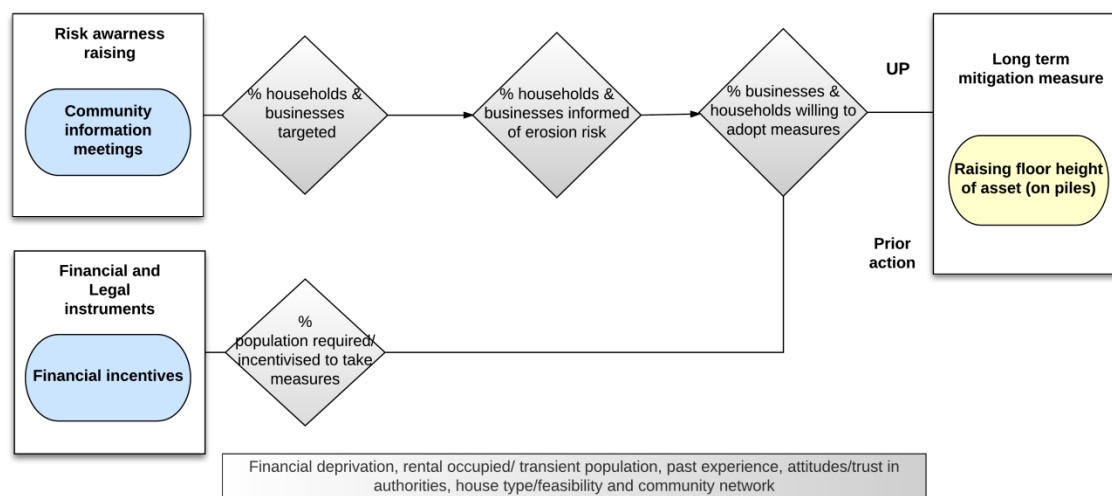 Risk awarness
raising
Community
information
meetings
% households &
businesses
targeted
% households &
businesses informed
of erosion risk
% businesses &
households willing to
adopt measures
UP
Long term
mitigation measure
Raising floor height
of asset (on piles)
Prior
action
Financial and
Legal
instruments
Financial incentives
%
population required/
incentivised to take
measures
Financial deprivation, rental occupied/ transient population, past experience, attitudes/trust in
authorities, house type/feasibility and community network